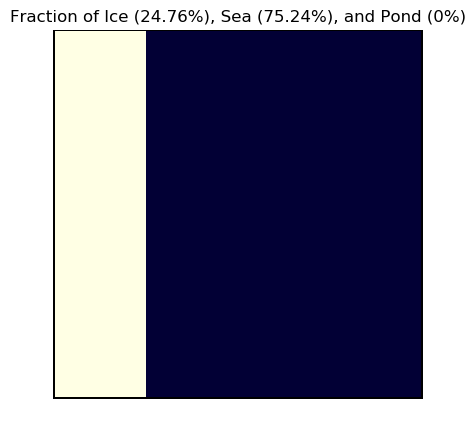 Fraction of Ice (24.76%), Sea (75.24%), and Pond (0%)